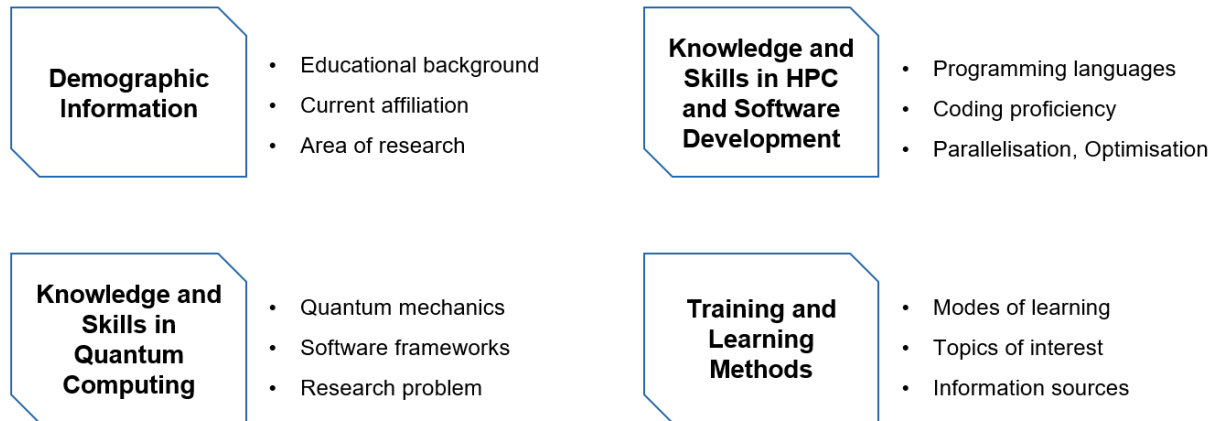 Demographic
Information
• Educational background
• Current affiliation
• Area of research
Knowledge and
Skills in HPC
and Software
Development
• Programming languages
• Coding proficiency
• Parallelisation, Optimisation
Knowledge and
Skills in
Quantum
Computing
• Quantum mechanics
• Software frameworks
• Research problem
Training and
Learning
Methods
• Modes of learning
• Topics of interest
• Information sources